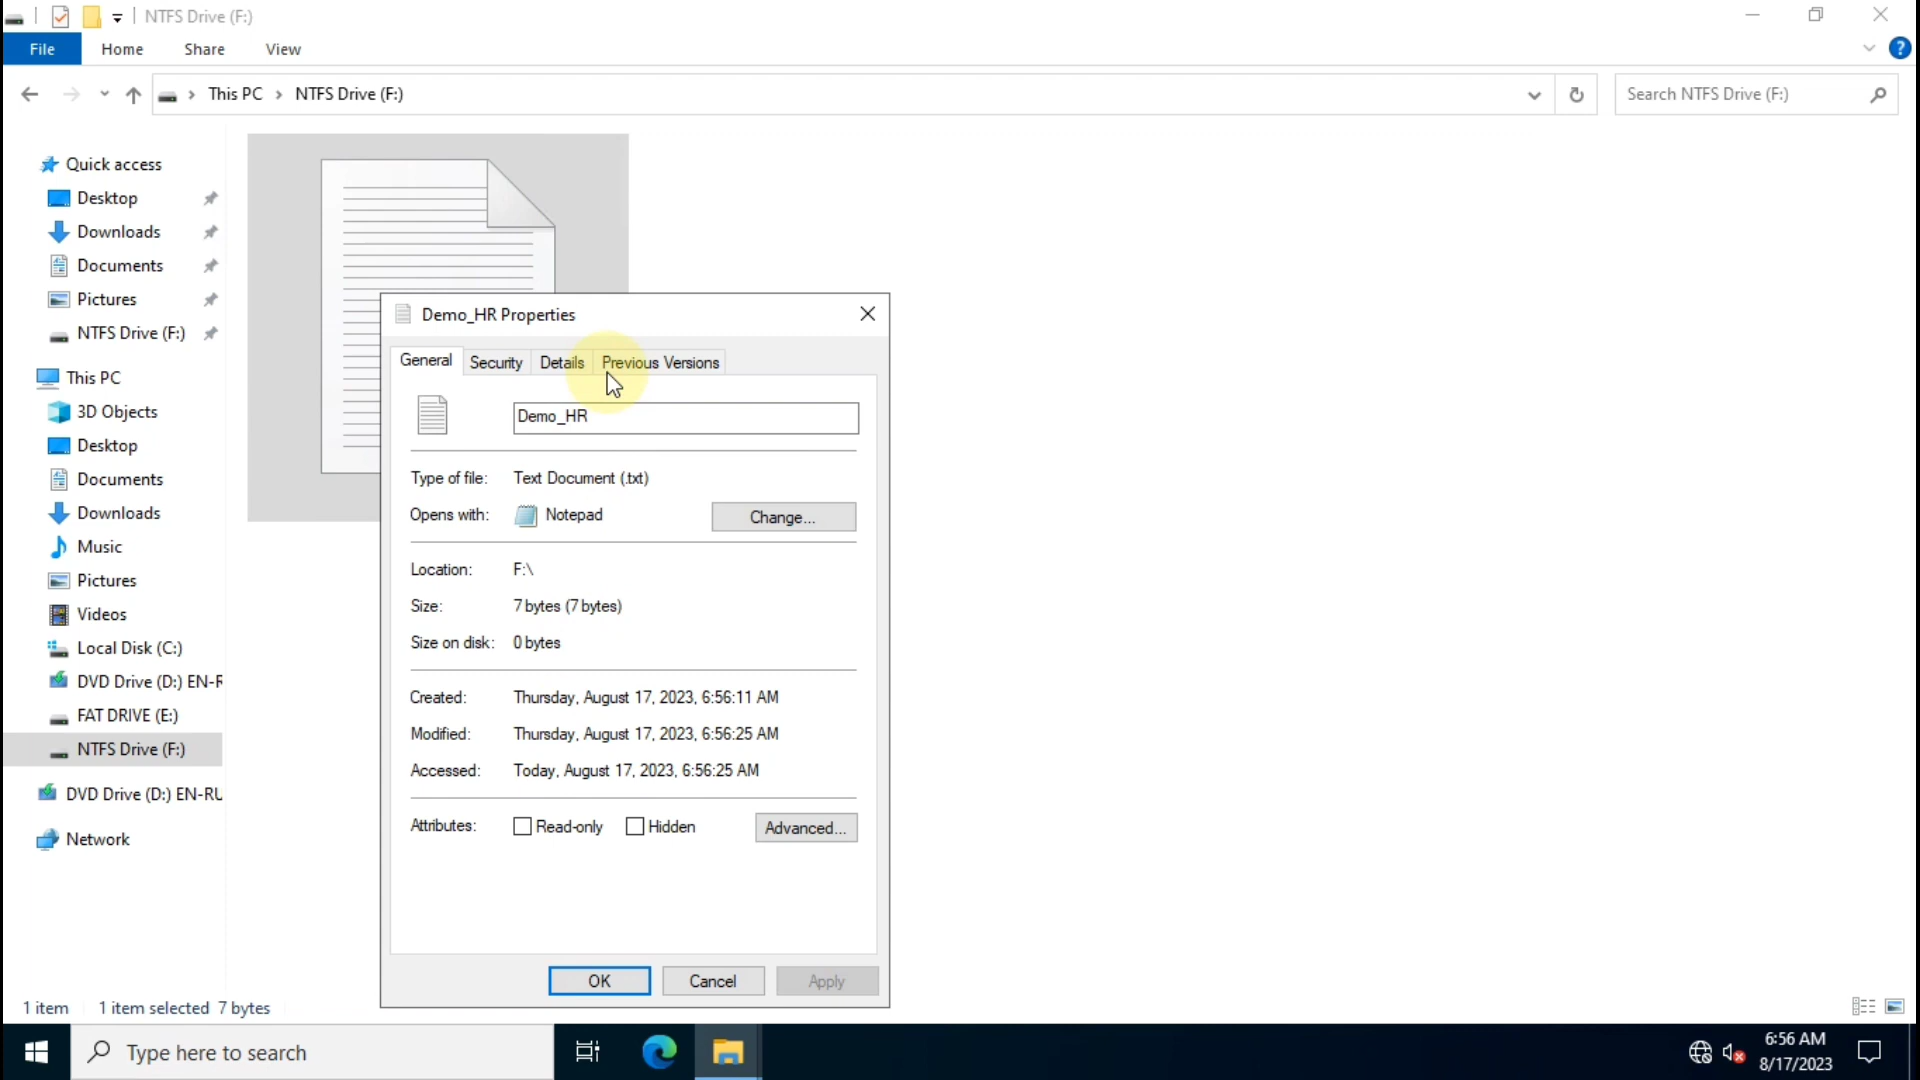 NTFS Drive (F:)
File Home Share View
This PC NTFS Drive (F:)
Search NTFS Drive (F:)
Quick access
Desktop
Downloads
Documents
Pictures
NTFS Drive (F:)
This PC
3D Objects
Desktop
Documents
Downloads
Music
Pictures
Videos
Local Disk (C:)
DVD Drive (D:) EN-R
FAT DRIVE (E:)
NTFS Drive (F:)
DVD Drive (D:) EN-RU
Network
Demo_HR Properties
General Security Details Previous Versions
Demo_HR
Type of file: Text Document (.txt)
Opens with: Notepad Change...
Location: F:\
Size: 7 bytes (7 bytes)
Size on disk: 0 bytes
Created: Thursday, August 17, 2023, 6:56:11 AM
Modified: Thursday, August 17, 2023, 6:56:25 AM
Accessed: Today, August 17, 2023, 6:56:25 AM
Attributes: Read-only Hidden Advanced...
OK Cancel Apply
1 item 1 item selected 7 bytes
Type here to search
6:56 AM
8/17/2023